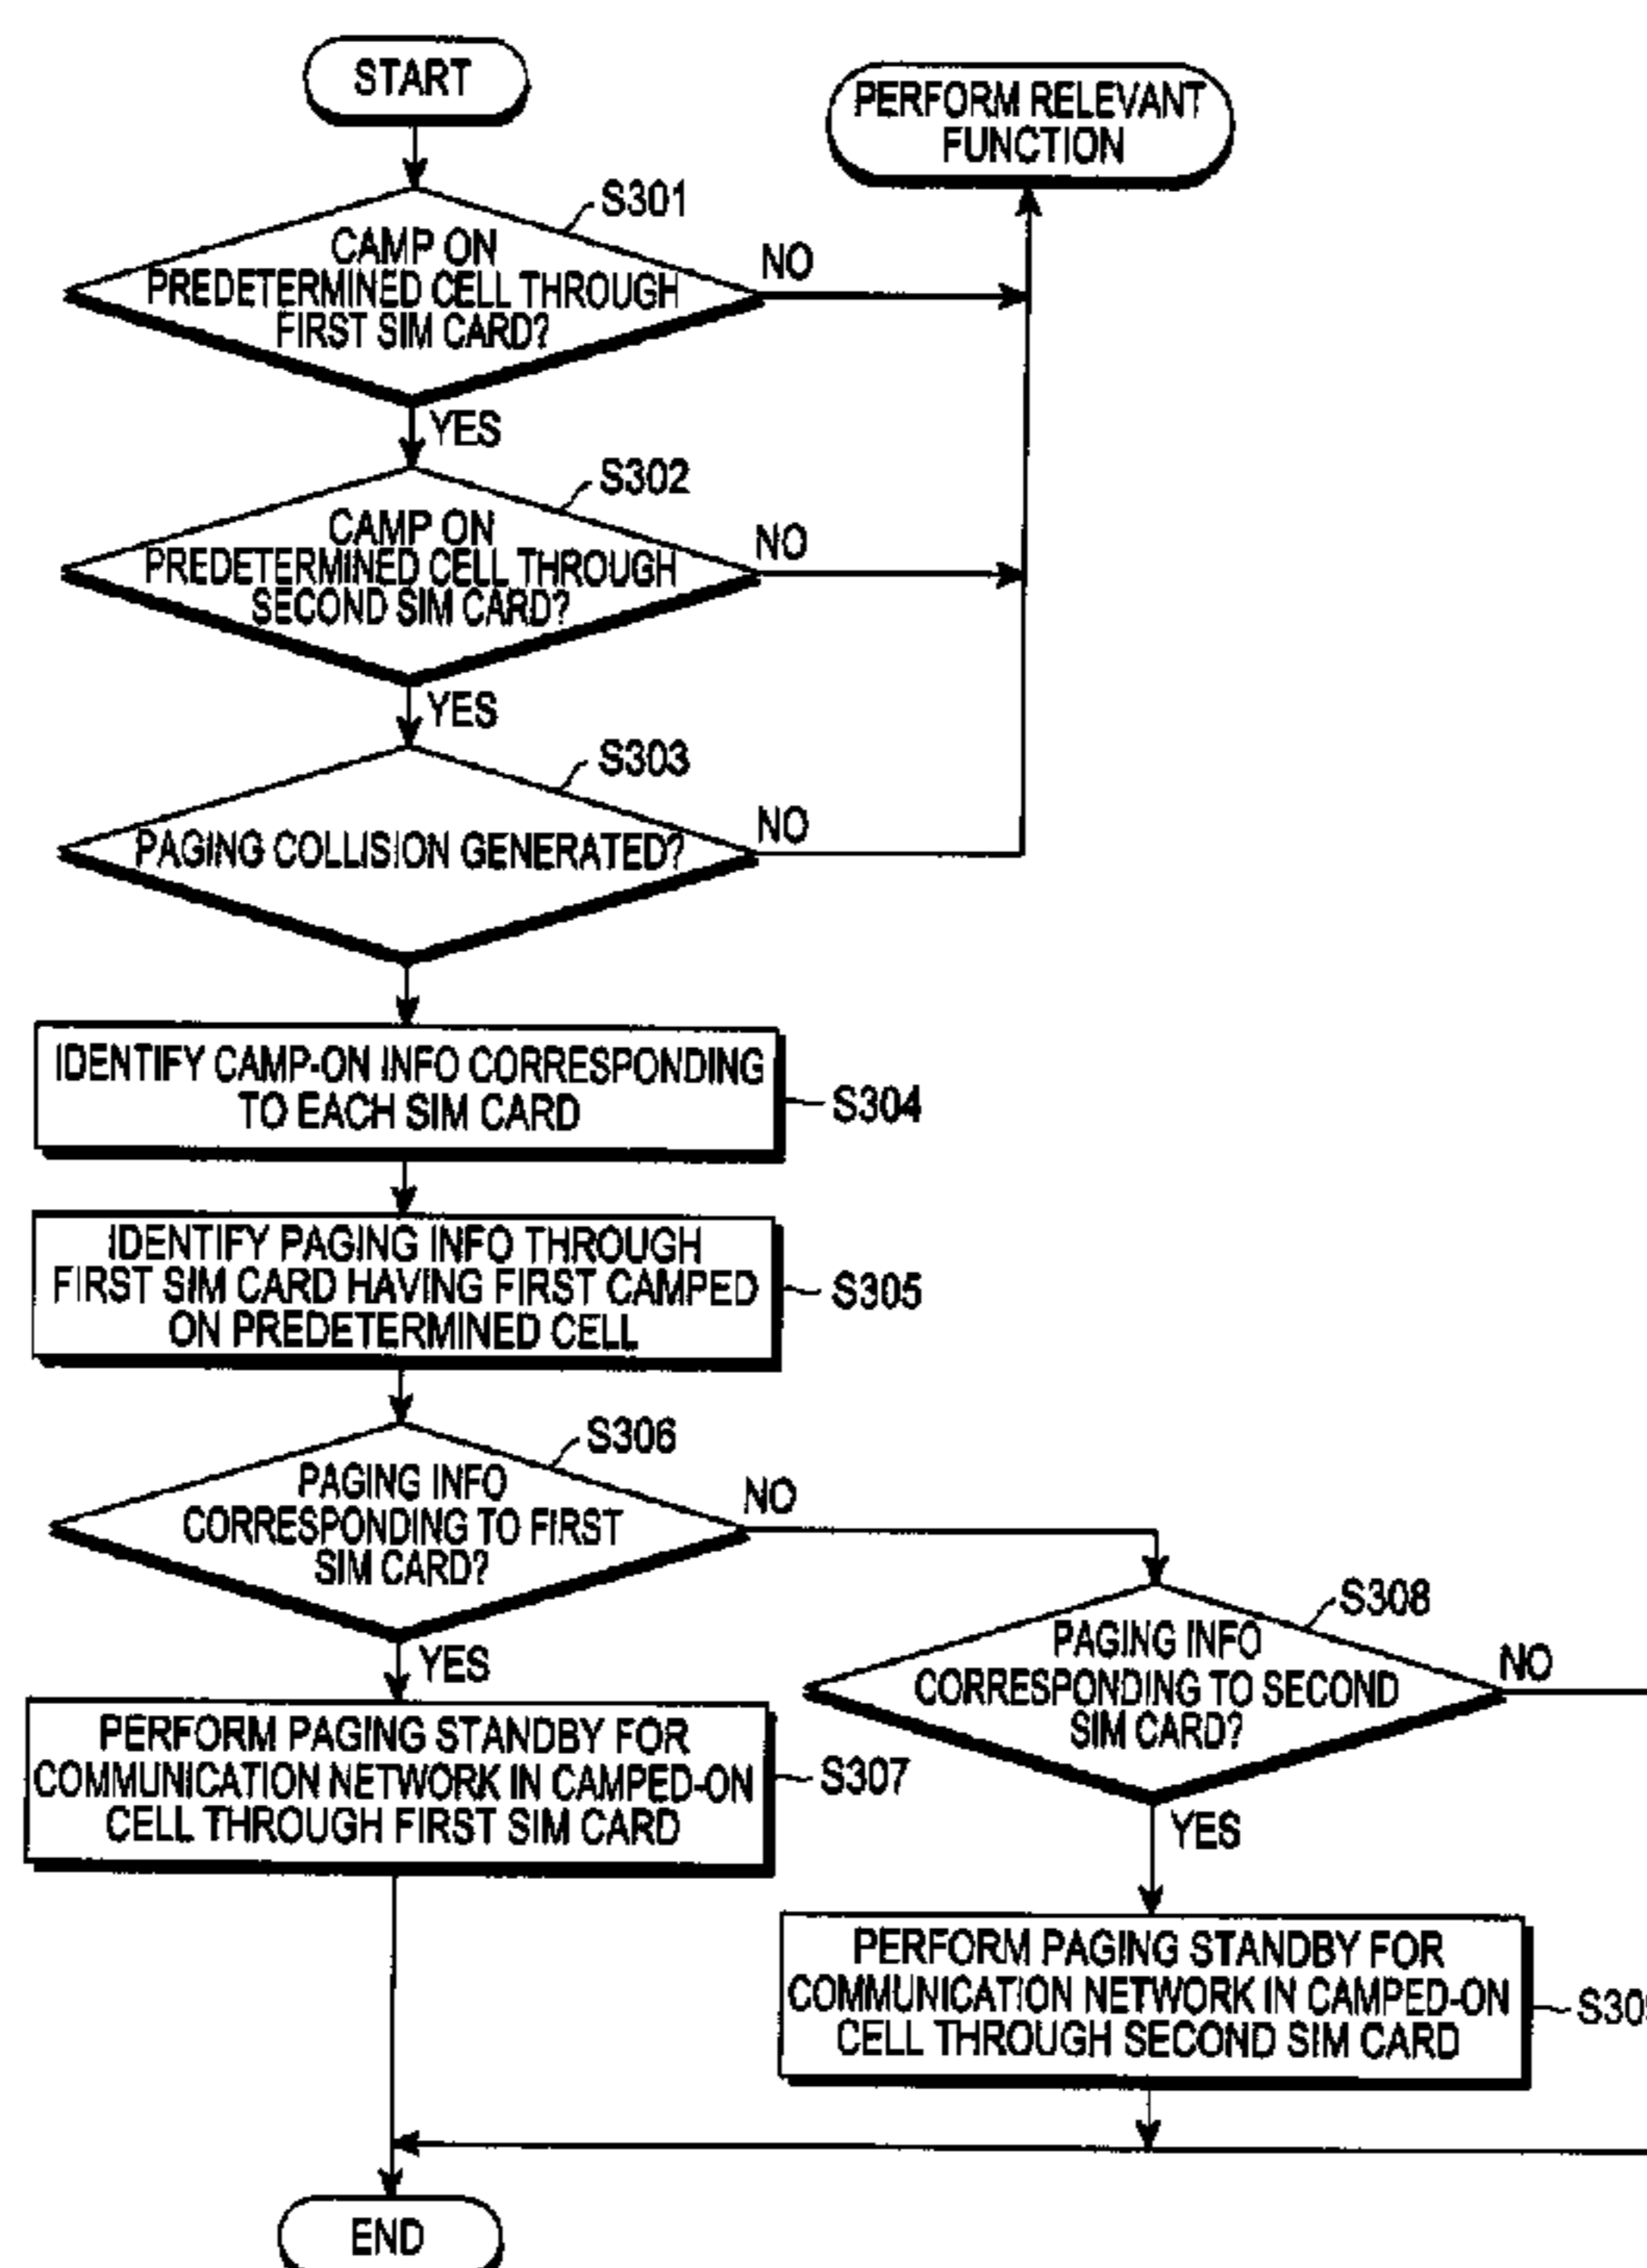 START
PERFORM RELEVANT
FUNCTION
S301
CAMP ON
PREDETERMINED CELL THROUGH
FIRST SIM CARD?
NO
YES
S302
CAMP ON
PREDETERMINED CELL THROUGH
SECOND SIM CARD?
NO
YES
S303
PAGING COLLISION GENERATED?
NO
IDENTIFY CAMP-ON INFO CORRESPONDING
TO EACH SIM CARD
S304
IDENTIFY PAGING INFO THROUGH
FIRST SIM CARD HAVING FIRST CAMPED
ON PREDETERMINED CELL
S305
S306
PAGING INFO
CORRESPONDING TO FIRST
SIM CARD?
NO
YES
S308
PAGING INFO
CORRESPONDING TO SECOND
SIM CARD?
NO
YES
PERFORM PAGING STANDBY FOR
COMMUNICATION NETWORK IN CAMPED-ON
CELL THROUGH FIRST SIM CARD
S307
PERFORM PAGING STANDBY FOR
COMMUNICATION NETWORK IN CAMPED-ON
CELL THROUGH SECOND SIM CARD
END